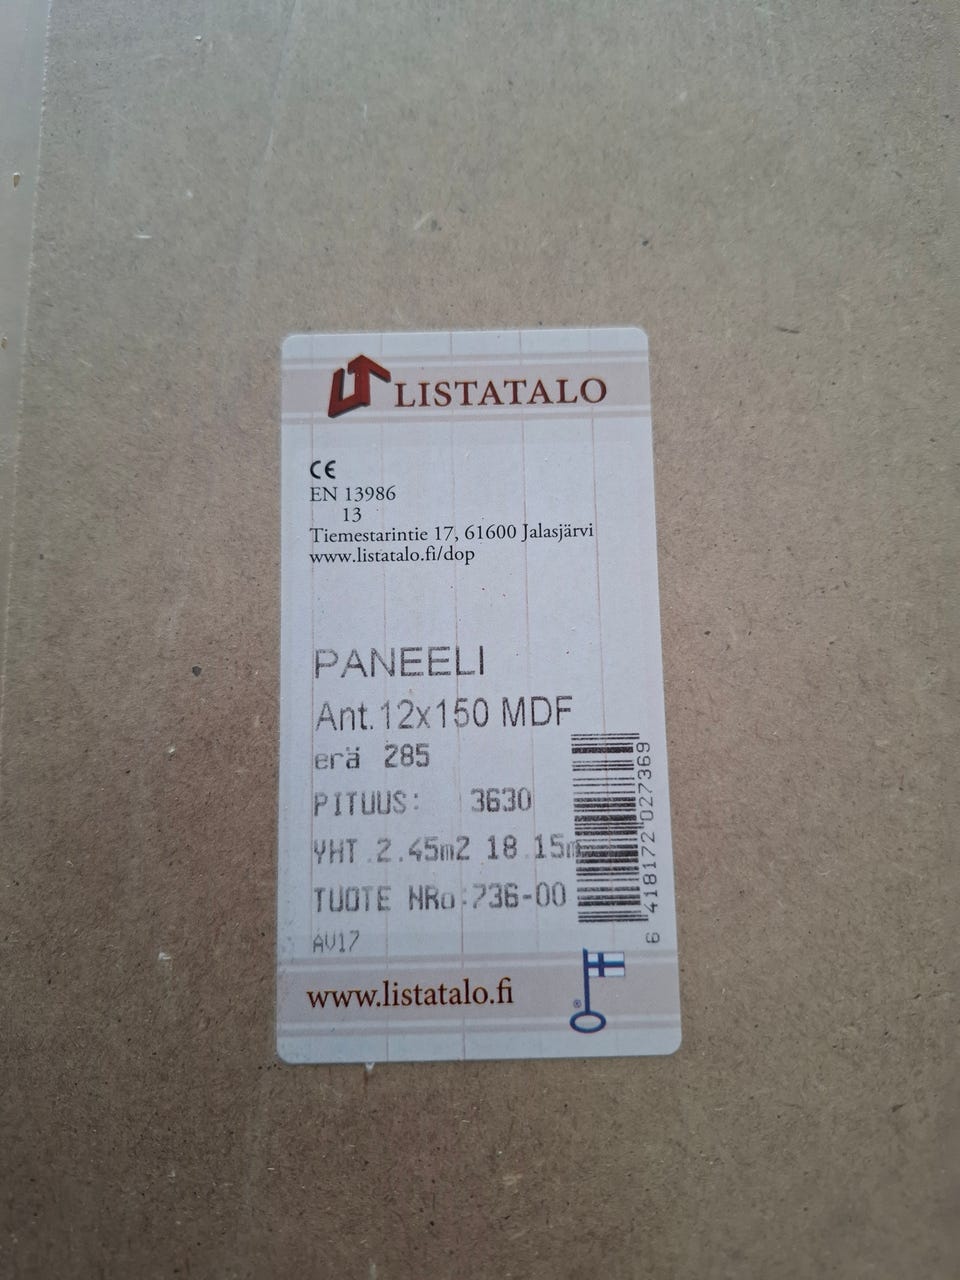 LISTATALO
CE
EN 13986
13
Tiemestarintie 17, 61600 Jalasjärvi
www.listatalo.fi/dop
PANEELI
Ant.12x150 MDF
erä 285
PITUUS: 3630
YHT.2.45m2 18.15m
TUOTE NRo:736-00
AV17
6 418172 027369
www.listatalo.fi
®